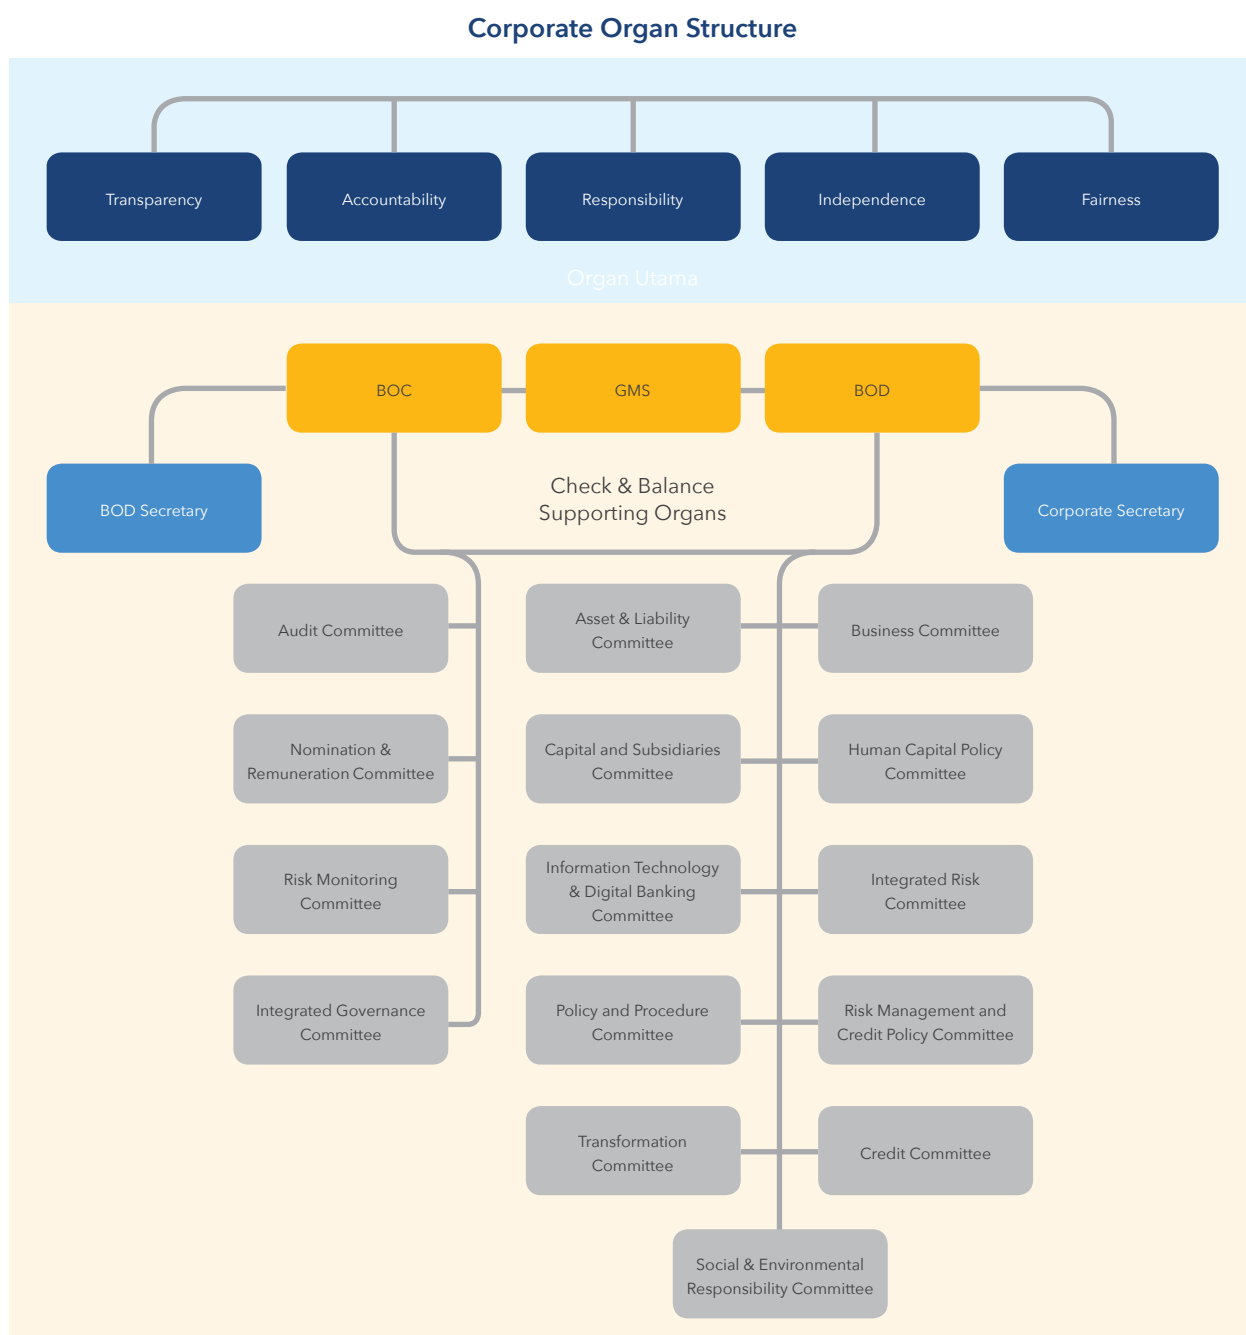 Corporate Organ Structure
Transparency
Accountability
Responsibility
Independence
Fairness
Organ Utama
BOC
GMS
BOD
BOD Secretary
Check & Balance
Supporting Organs
Corporate Secretary
Audit Committee
Asset & Liability
Committee
Business Committee
Nomination &
Remuneration Committee
Capital and Subsidiaries
Committee
Human Capital Policy
Committee
Risk Monitoring
Committee
Information Technology
& Digital Banking
Committee
Integrated Risk
Committee
Integrated Governance
Committee
Policy and Procedure
Committee
Risk Management and
Credit Policy Committee
Transformation
Committee
Credit Committee
Social & Environmental
Responsibility Committee